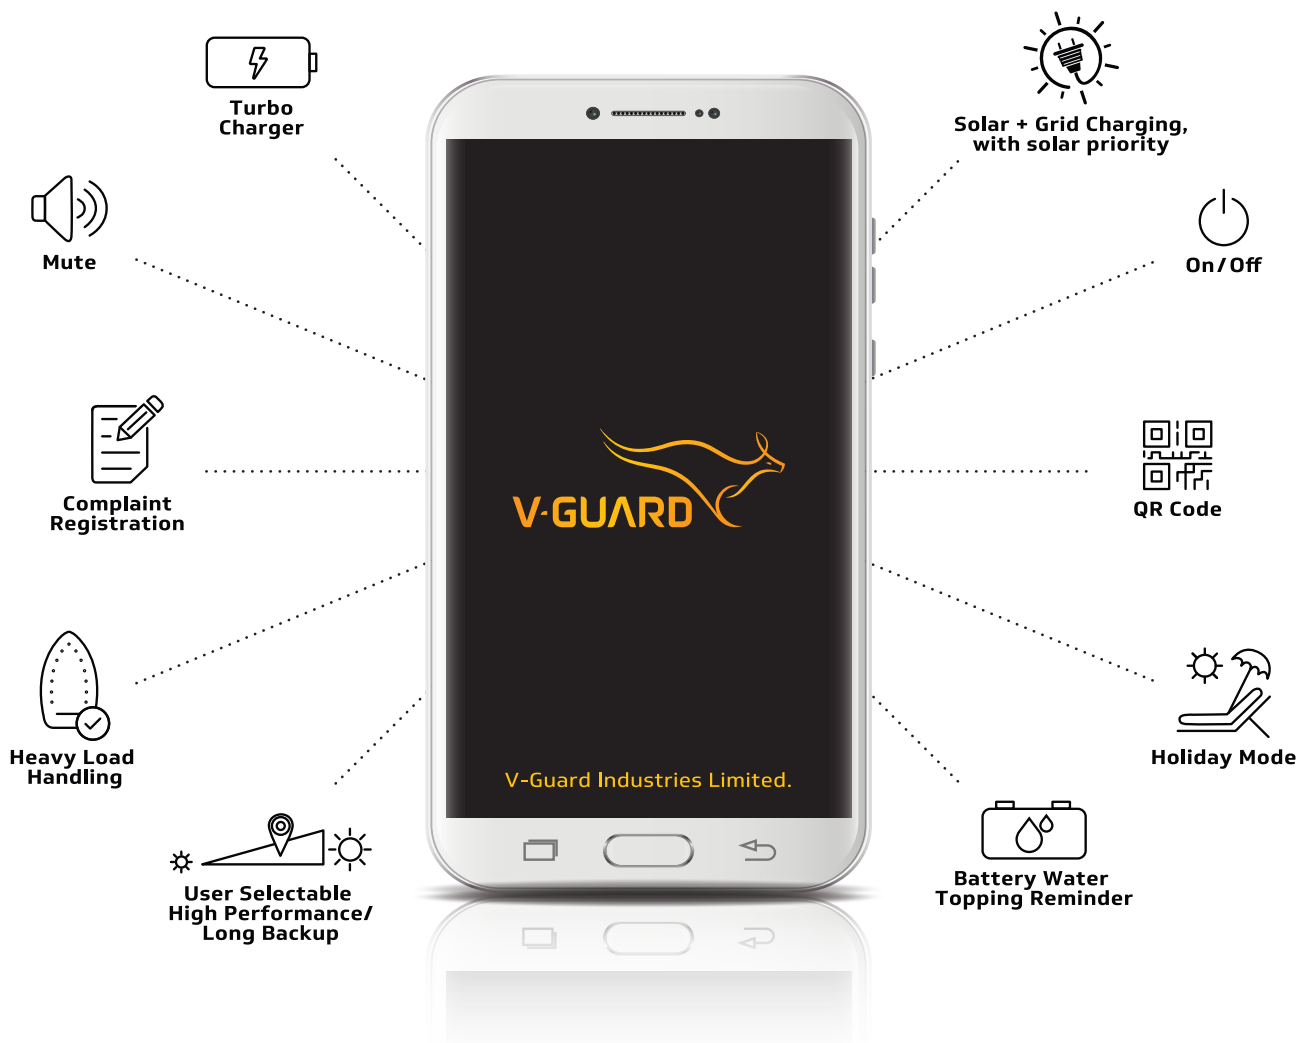 Turbo
Charger
Mute
Complaint
Registration
Heavy Load
Handling
User Selectable
High Performance/
Long Backup
V-GUARD
V-Guard Industries Limited.
Solar + Grid Charging,
with solar priority
On/Off
QR Code
Holiday Mode
Battery Water
Topping Reminder